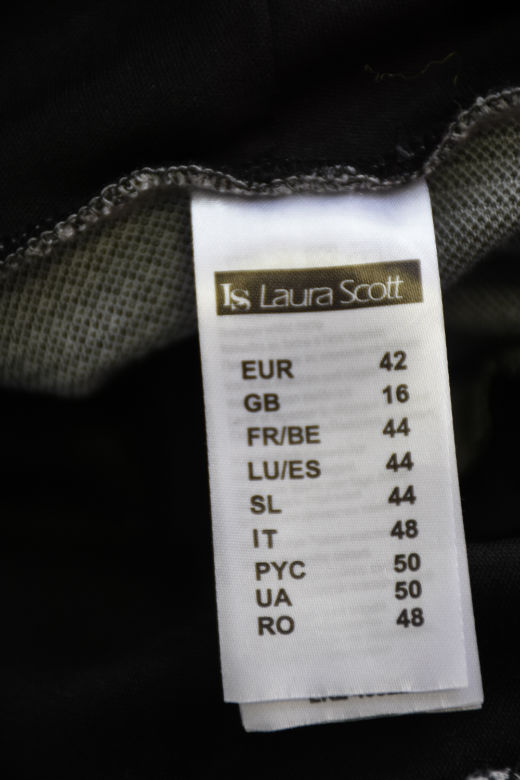 ls Laura Scott
EUR 42
GB 16
FR/BE 44
LU/ES 44
SL 44
IT 48
PYC 50
UA 50
RO 48